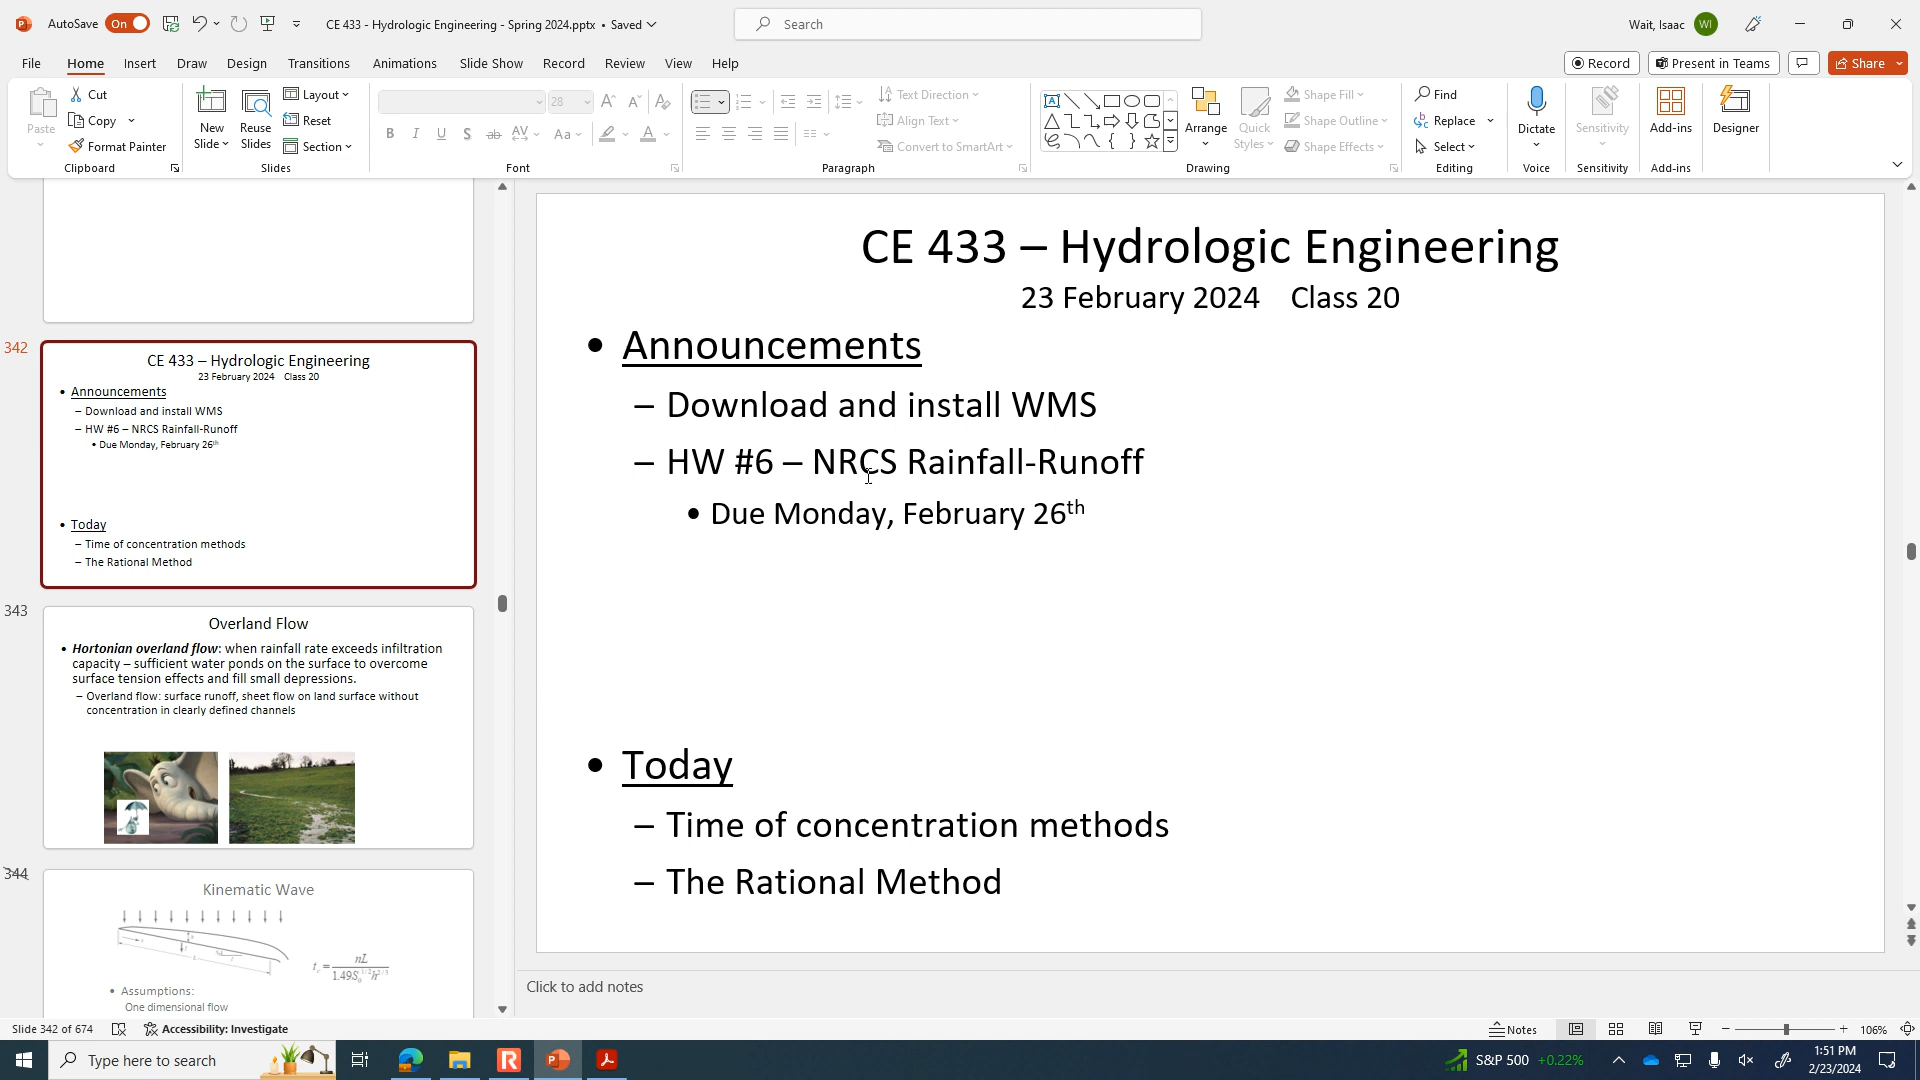 AutoSave On CE 433 - Hydrologic Engineering - Spring 2024.pptx • Saved Search Wait, Isaac WI
File Home Insert Draw Design Transitions Animations Slide Show Record Review View Help Record Present in Teams Share
Paste Cut Copy Format Painter Clipboard
New Slide Reuse Slides Layout Reset Section Slides
28 B I U S ab AV Aa A Font
Text Direction Align Text Convert to SmartArt Paragraph
Arrange Quick Styles Shape Fill Shape Outline Shape Effects Drawing
Find Replace Select Editing
Dictate Voice
Sensitivity Sensitivity
Add-ins Add-ins
Designer
342
CE 433 – Hydrologic Engineering
23 February 2024 Class 20
• Announcements
– Download and install WMS
– HW #6 – NRCS Rainfall-Runoff
• Due Monday, February 26th
• Today
– Time of concentration methods
– The Rational Method
343
Overland Flow
• Hortonian overland flow: when rainfall rate exceeds infiltration
capacity – sufficient water ponds on the surface to overcome
surface tension effects and fill small depressions.
– Overland flow: surface runoff, sheet flow on land surface without
concentration in clearly defined channels
344
Kinematic Wave
• Assumptions:
One dimensional flow
CE 433 – Hydrologic Engineering
23 February 2024 Class 20
• Announcements
– Download and install WMS
– HW #6 – NRCS Rainfall-Runoff
• Due Monday, February 26th
• Today
– Time of concentration methods
– The Rational Method
Click to add notes
Slide 342 of 674 Accessibility: Investigate Notes 106%
Type here to search S&P 500 +0.22% 1:51 PM
2/23/2024